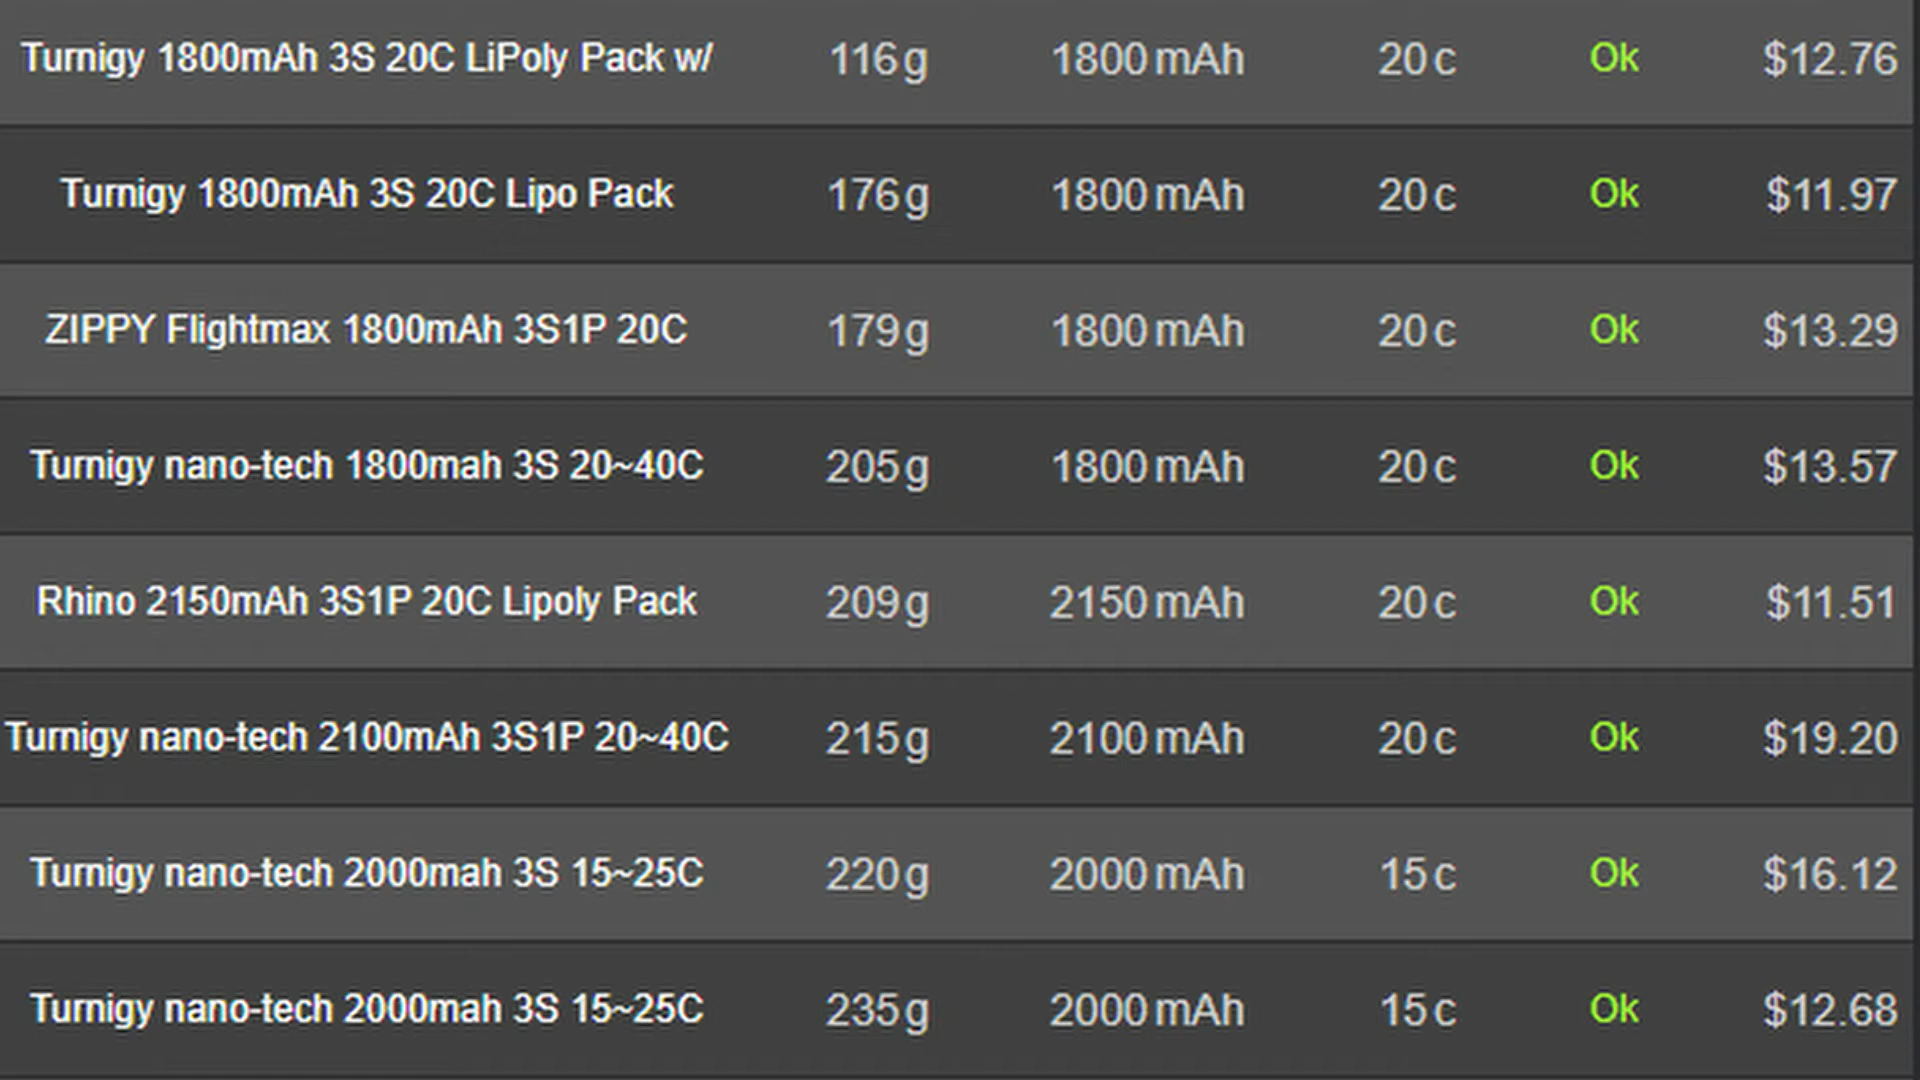 Turnigy 1800mAh 3S 20C LiPoly Pack w/ 116g 1800mAh 20c Ok $12.76
Turnigy 1800mAh 3S 20C Lipo Pack 176g 1800mAh 20c Ok $11.97
ZIPPY Flightmax 1800mAh 3S1P 20C 179g 1800mAh 20c Ok $13.29
Turnigy nano-tech 1800mah 3S 20~40C 205g 1800mAh 20c Ok $13.57
Rhino 2150mAh 3S1P 20C Lipoly Pack 209g 2150mAh 20c Ok $11.51
Turnigy nano-tech 2100mAh 3S1P 20~40C 215g 2100mAh 20c Ok $19.20
Turnigy nano-tech 2000mah 3S 15~25C 220g 2000mAh 15c Ok $16.12
Turnigy nano-tech 2000mah 3S 15~25C 235g 2000mAh 15c Ok $12.68